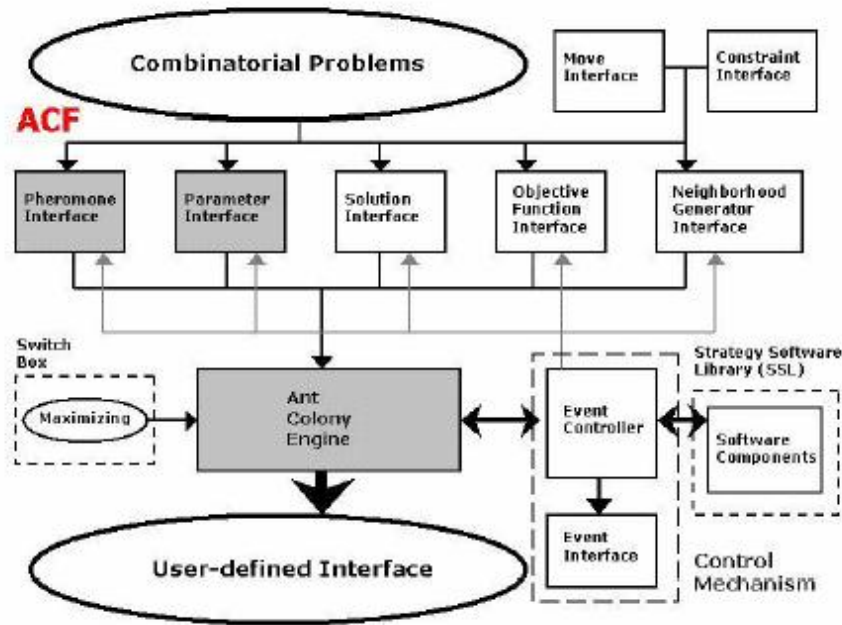 Combinatorial Problems
Move
Interface
Constraint
Interface
ACF
Pheromone
Interface
Parameter
Interface
Solution
Interface
Objective
Function
Interface
Neighborhood
Generator
Interface
Switch
Box
Maximizing
Ant
Colony
Engine
Event
Controller
Strategy Software
Library (SSL)
Software
Components
Event
Interface
Control
Mechanism
User-defined Interface